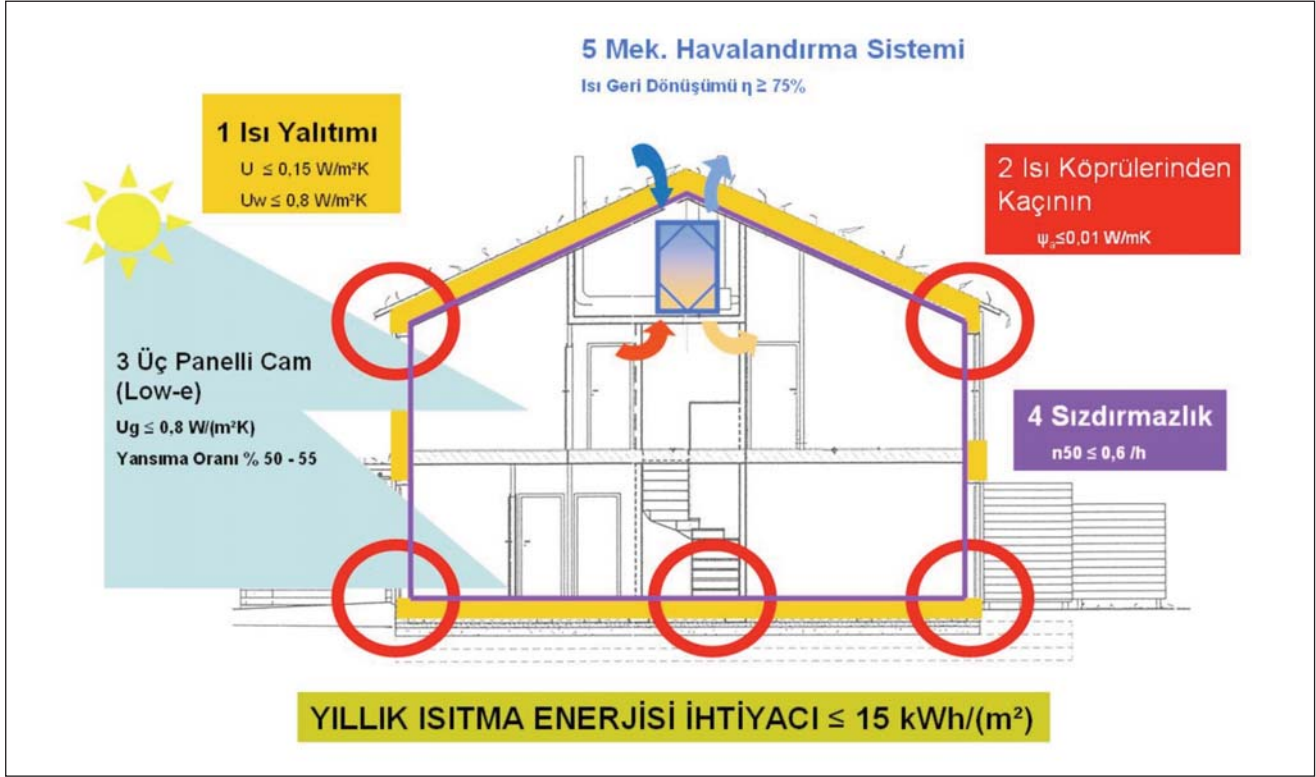 5 Mek. Havalandırma Sistemi
Isı Geri Dönüşümü η ≥ 75%
1 Isı Yalıtımı
U ≤ 0,15 W/m²K
Uw ≤ 0,8 W/m²K
2 Isı Köprülerinden
Kaçının
ψa≤0,01 W/mK
3 Üç Panelli Cam
(Low-e)
Ug ≤ 0,8 W/(m²K)
Yansıma Oranı % 50 - 55
4 Sızdırmazlık
n50 ≤ 0,6 /h
YILLIK ISITMA ENERJİSİ İHTİYACI ≤ 15 kWh/(m²)